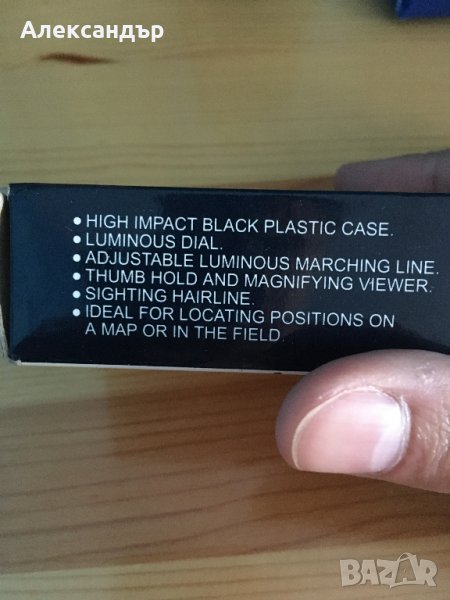 Александър
• HIGH IMPACT BLACK PLASTIC CASE.
• LUMINOUS DIAL.
• ADJUSTABLE LUMINOUS MARCHING LINE.
• THUMB HOLD AND MAGNIFYING VIEWER.
• SIGHTING HAIRLINE.
• IDEAL FOR LOCATING POSITIONS ON
A MAP OR IN THE FIELD
BAZAR